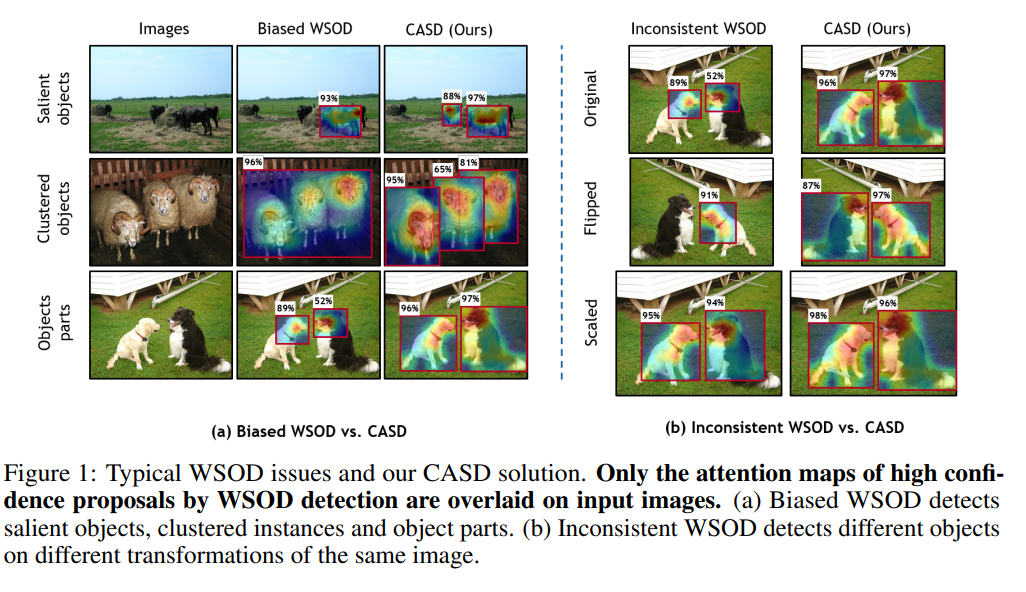 Images Biased WSOD CASD (Ours)
Salient
objects
93%
88% 97%
Clustered
objects
96%
95% 65% 81%
Objects
parts
89% 52%
96% 97%
(a) Biased WSOD vs. CASD
Inconsistent WSOD CASD (Ours)
Original
89% 52%
96% 97%
Flipped
91%
87% 97%
Scaled
95% 94%
98% 96%
(b) Inconsistent WSOD vs. CASD
Figure 1: Typical WSOD issues and our CASD solution. Only the attention maps of high confi-
dence proposals by WSOD detection are overlaid on input images. (a) Biased WSOD detects
salient objects, clustered instances and object parts. (b) Inconsistent WSOD detects different objects
on different transformations of the same image.